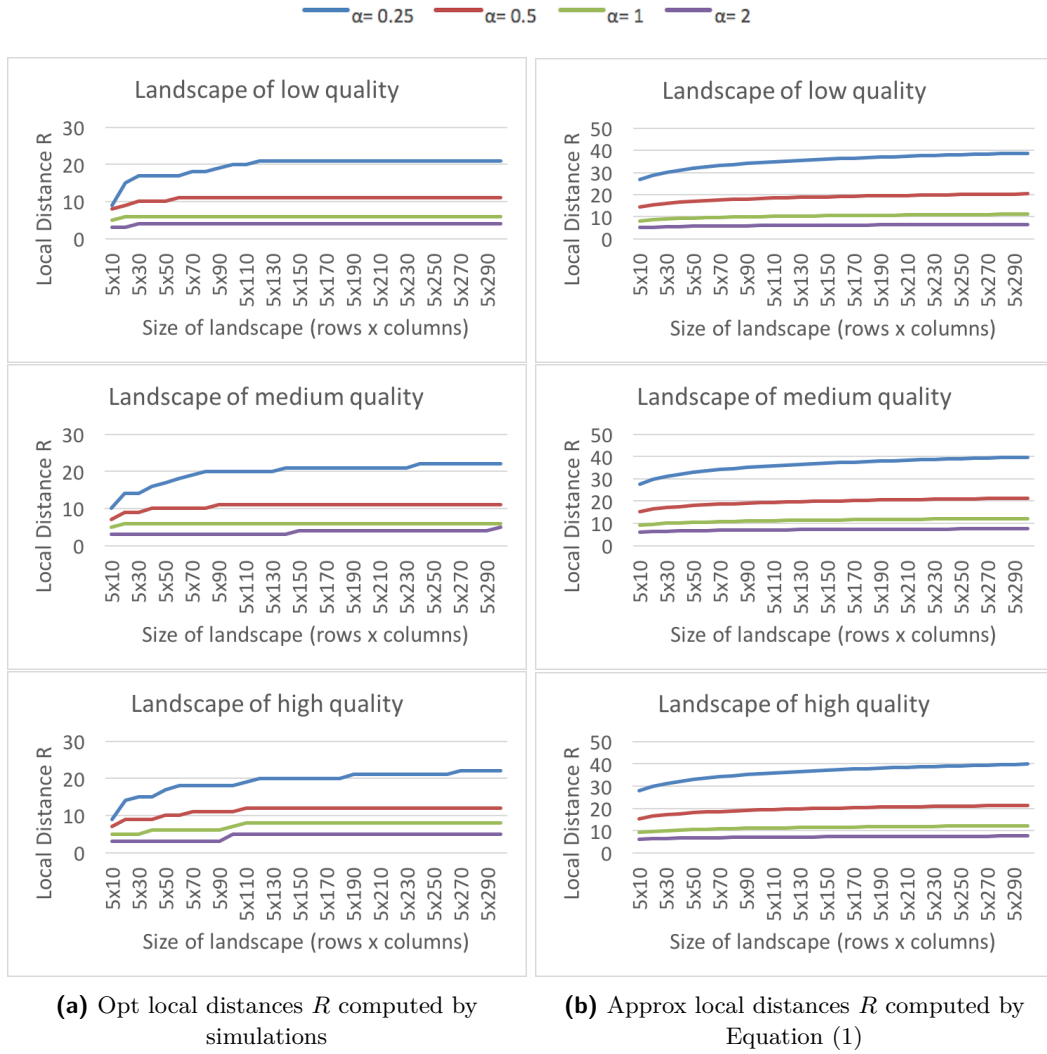 α= 0.25 α= 0.5 α= 1 α= 2
Landscape of low quality
30
20
10
0
Local Distance R
5x10 5x30 5x50 5x70 5x90 5x110 5x130 5x150 5x170 5x190 5x210 5x230 5x250 5x270 5x290
Size of landscape (rows x columns)
Landscape of low quality
50
40
30
20
10
0
Local Distance R
5x10 5x30 5x50 5x70 5x90 5x110 5x130 5x150 5x170 5x190 5x210 5x230 5x250 5x270 5x290
Size of landscape (rows x columns)
Landscape of medium quality
30
20
10
0
Local Distance R
5x10 5x30 5x50 5x70 5x90 5x110 5x130 5x150 5x170 5x190 5x210 5x230 5x250 5x270 5x290
Size of landscape (rows x columns)
Landscape of medium quality
50
40
30
20
10
0
Local Distance R
5x10 5x30 5x50 5x70 5x90 5x110 5x130 5x150 5x170 5x190 5x210 5x230 5x250 5x270 5x290
Size of landscape (rows x columns)
Landscape of high quality
30
20
10
0
Local Distance R
5x10 5x30 5x50 5x70 5x90 5x110 5x130 5x150 5x170 5x190 5x210 5x230 5x250 5x270 5x290
Size of landscape (rows x columns)
Landscape of high quality
50
40
30
20
10
0
Local Distance R
5x10 5x30 5x50 5x70 5x90 5x110 5x130 5x150 5x170 5x190 5x210 5x230 5x250 5x270 5x290
Size of landscape (rows x columns)
(a) Opt local distances R computed by
simulations
(b) Approx local distances R computed by
Equation (1)